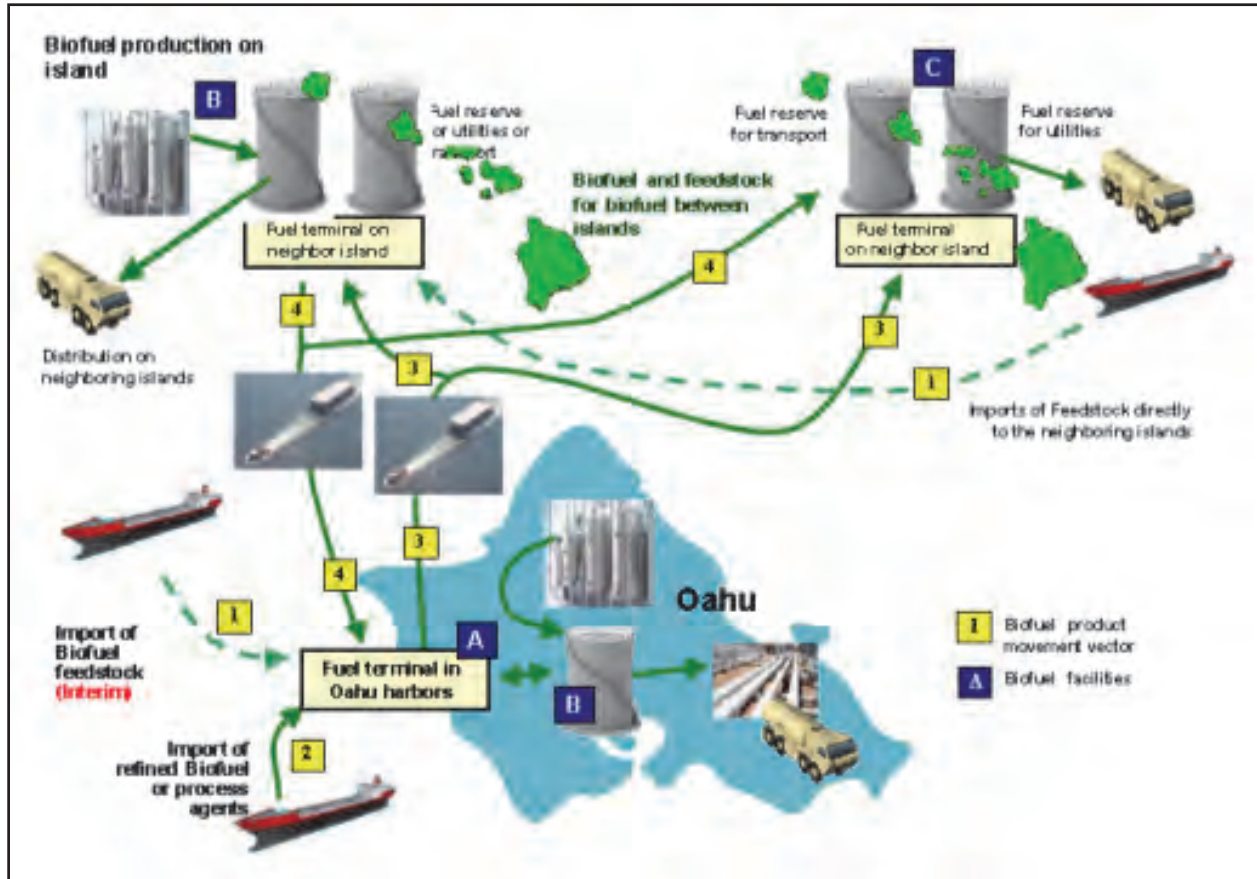 Biofuel production on
island
B
Fuel reserve
or utilities or
Fuel terminal on
neighbor island
Distribution on
neighboring islands
Biofuel and feedstock
for biofuel between
islands
C
Fuel reserve
for transport
Fuel reserve
for utilities
Fuel terminal
on neighbor island
4
4
3
3
1
Imports of Feedstock directly
to the neighboring islands
4
3
1
Import of
Biofuel
feedstock
(Interim)
A
Fuel terminal in
Oahu harbors
B
Oahu
2
Import of
refined Biofuel
or process
agents
1
Biofuel product
movement vector
A
Biofuel facilities